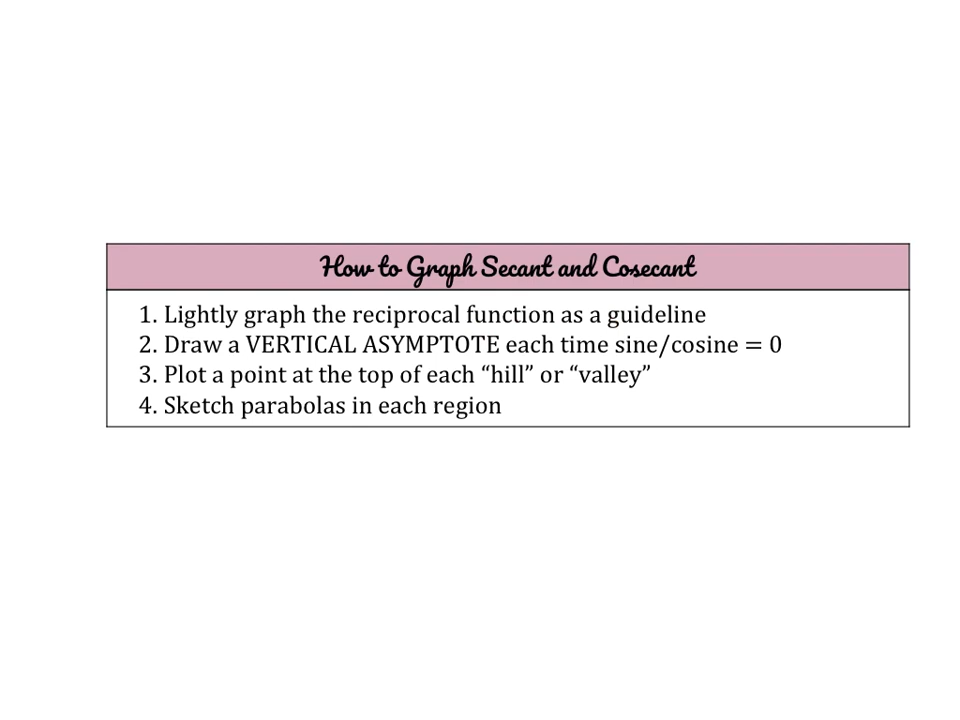 How to Graph Secant and Cosecant
1. Lightly graph the reciprocal function as a guideline
2. Draw a VERTICAL ASYMPTOTE each time sine/cosine = 0
3. Plot a point at the top of each “hill” or “valley”
4. Sketch parabolas in each region